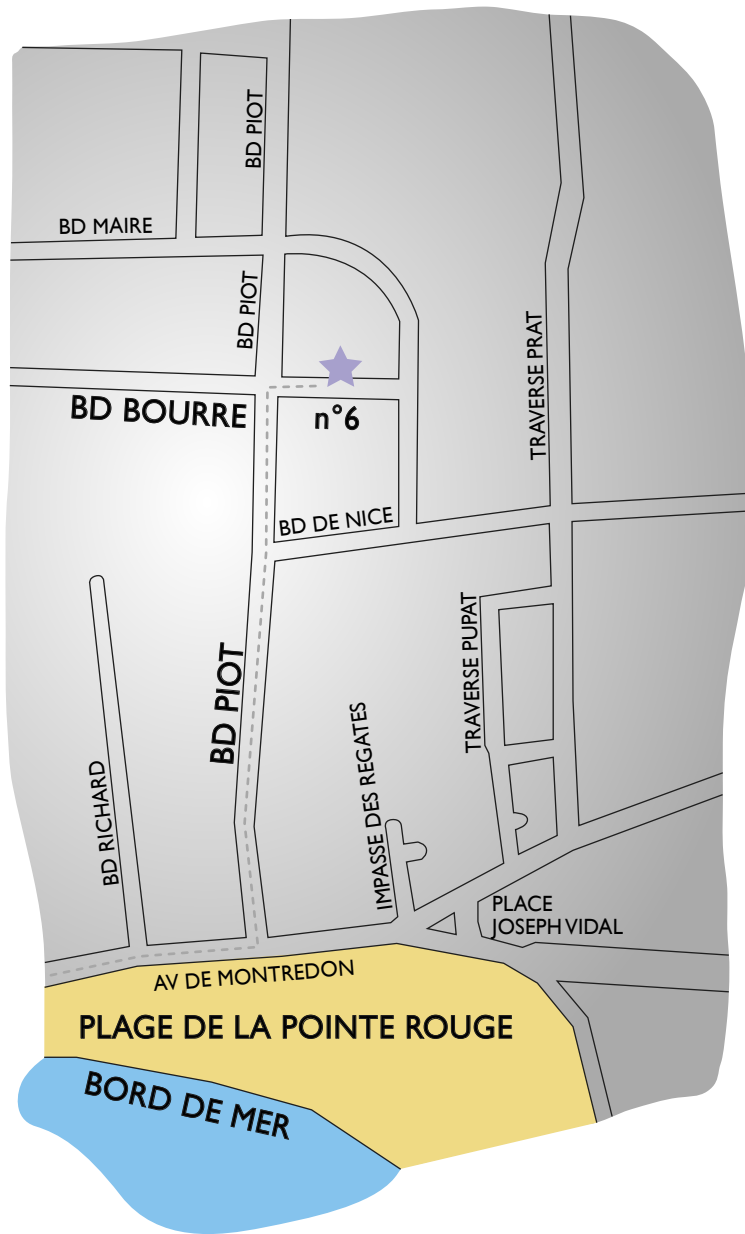 BD PIOT
BD MAIRE
BD PIOT
TRAVERSE PRAT
BD BOURRE
n°6
BD DE NICE
TRAVERSE PUPAT
BD PIOT
IMPASSE DES REGATES
BD RICHARD
PLACE
JOSEPH VIDAL
AV DE MONTREDON
PLAGE DE LA POINTE ROUGE
BORD DE MER